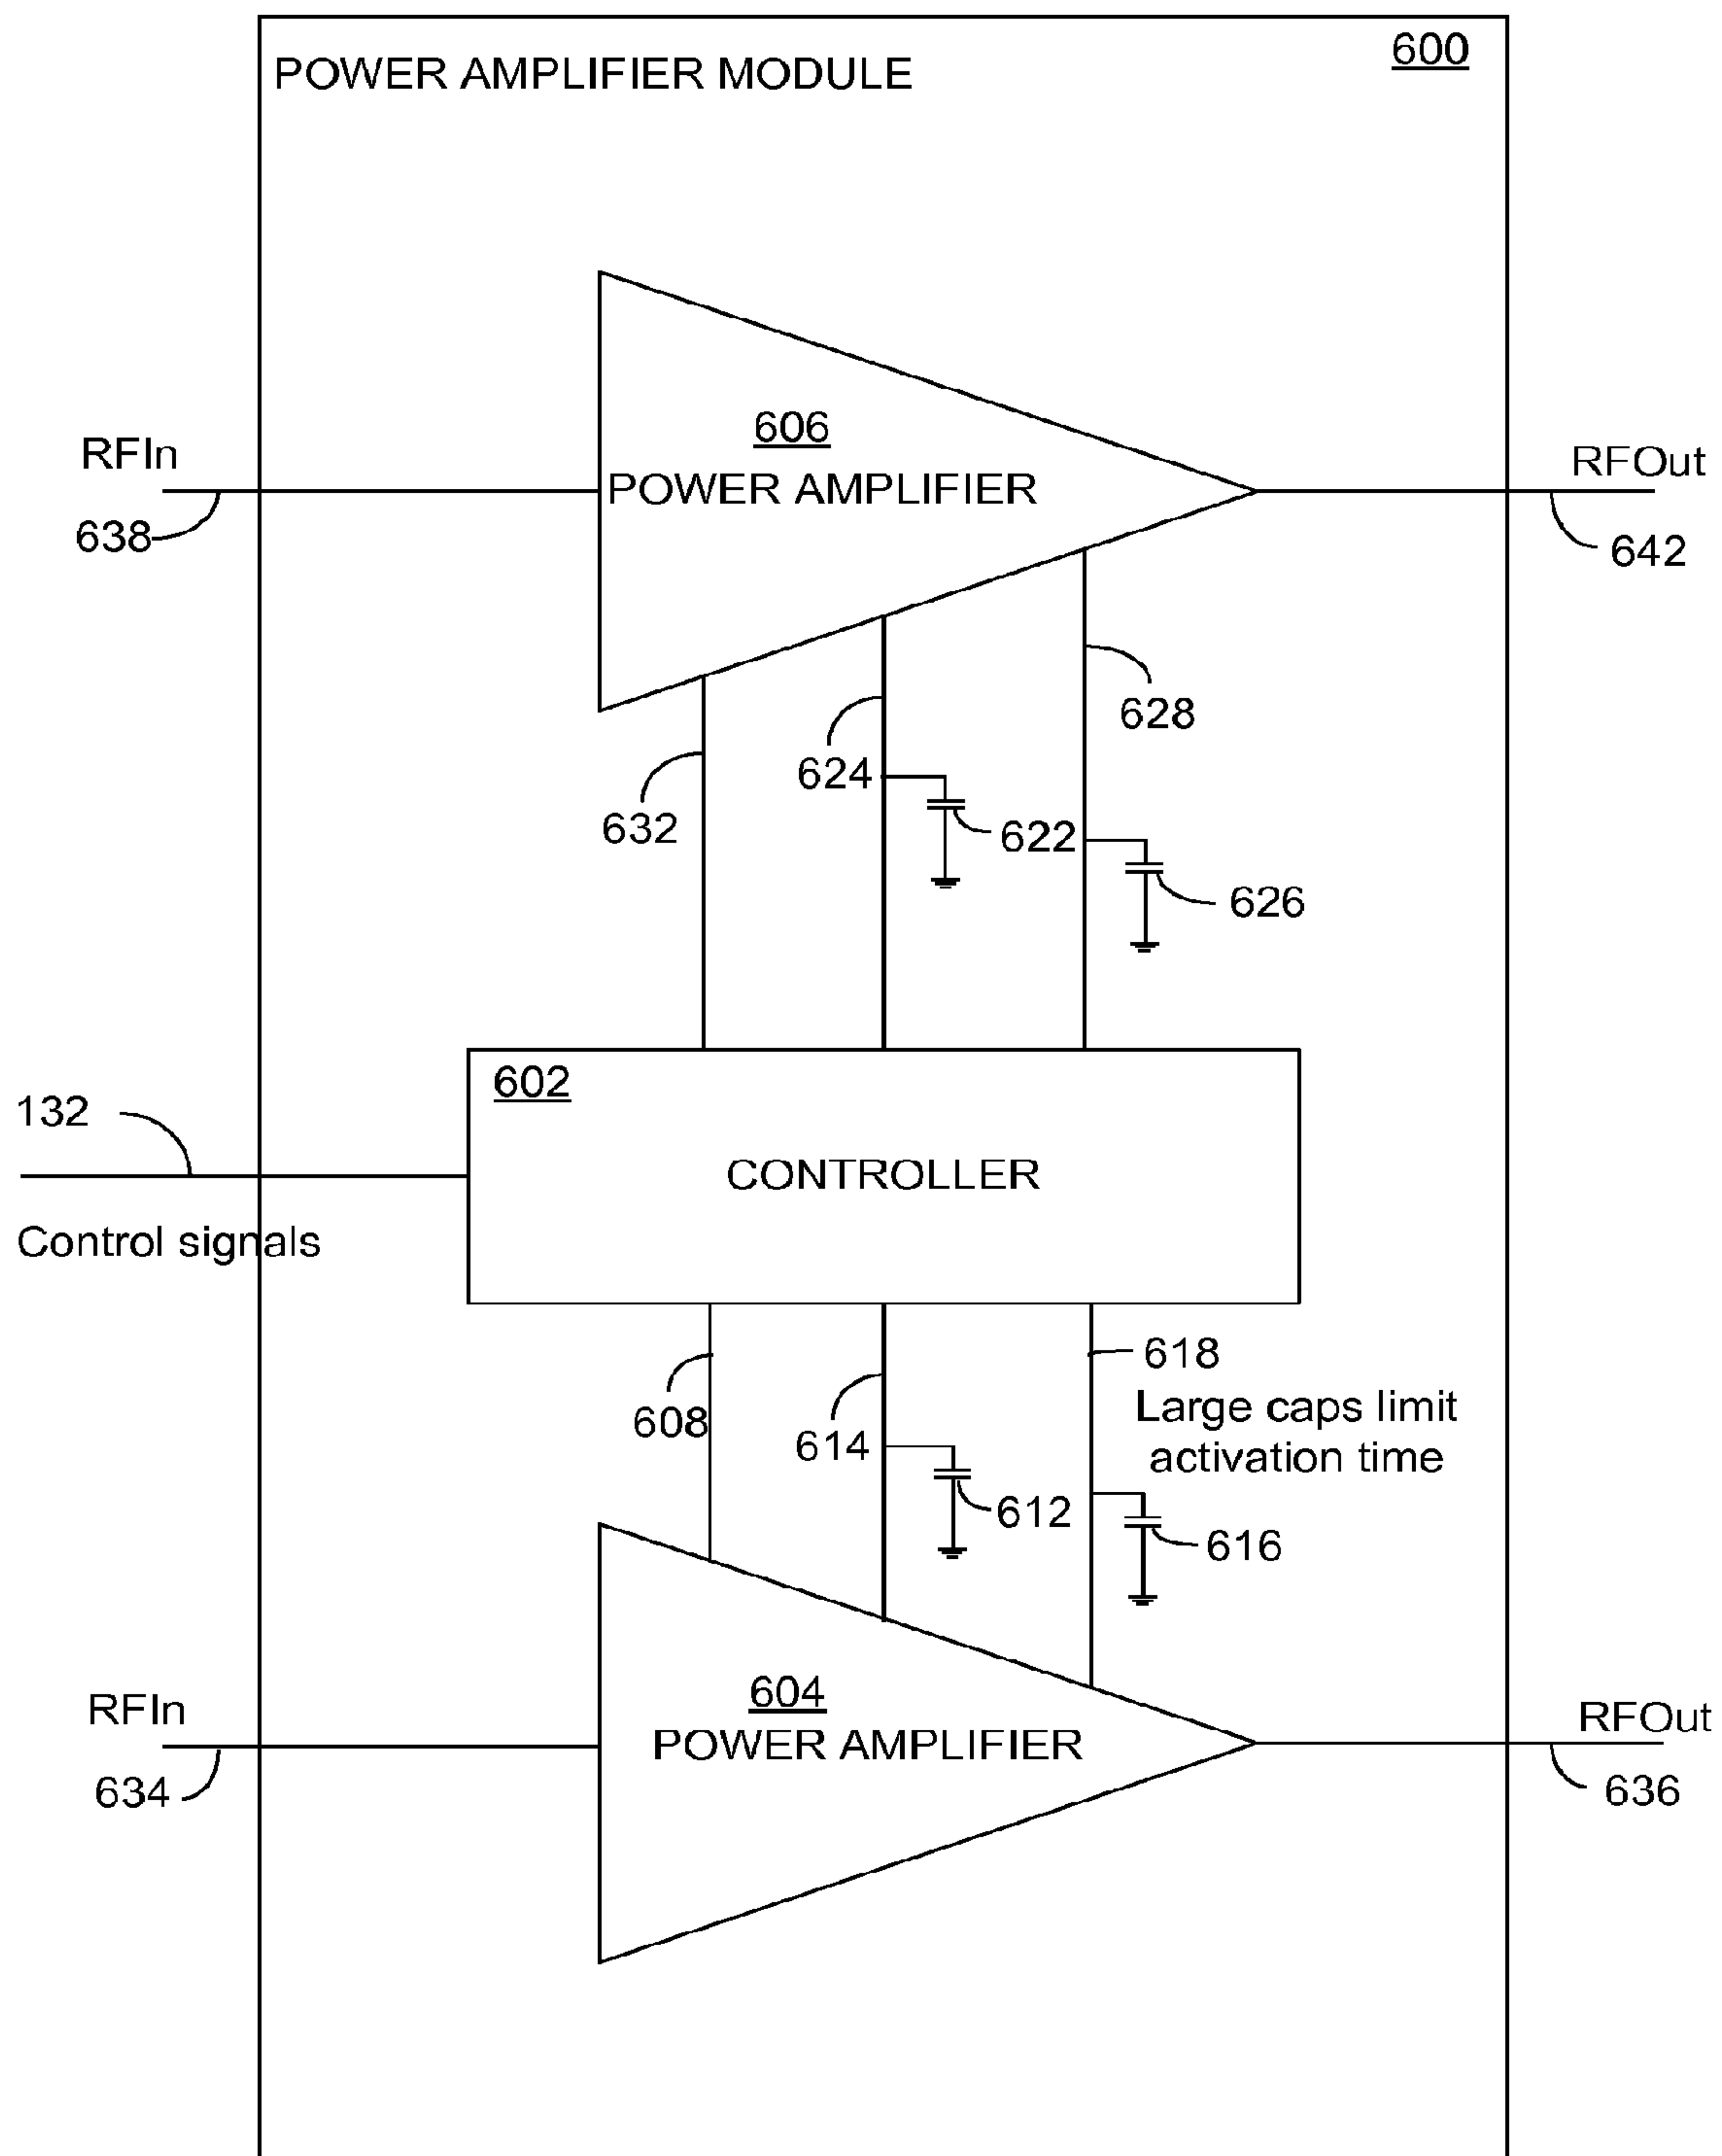 600
POWER AMPLIFIER MODULE
606
POWER AMPLIFIER
RFIn
638
RFOut
642
628
624
632
622
626
602
CONTROLLER
132
Control signals
618
608
614
Large caps limit
activation time
612
616
604
POWER AMPLIFIER
RFIn
634
RFOut
636